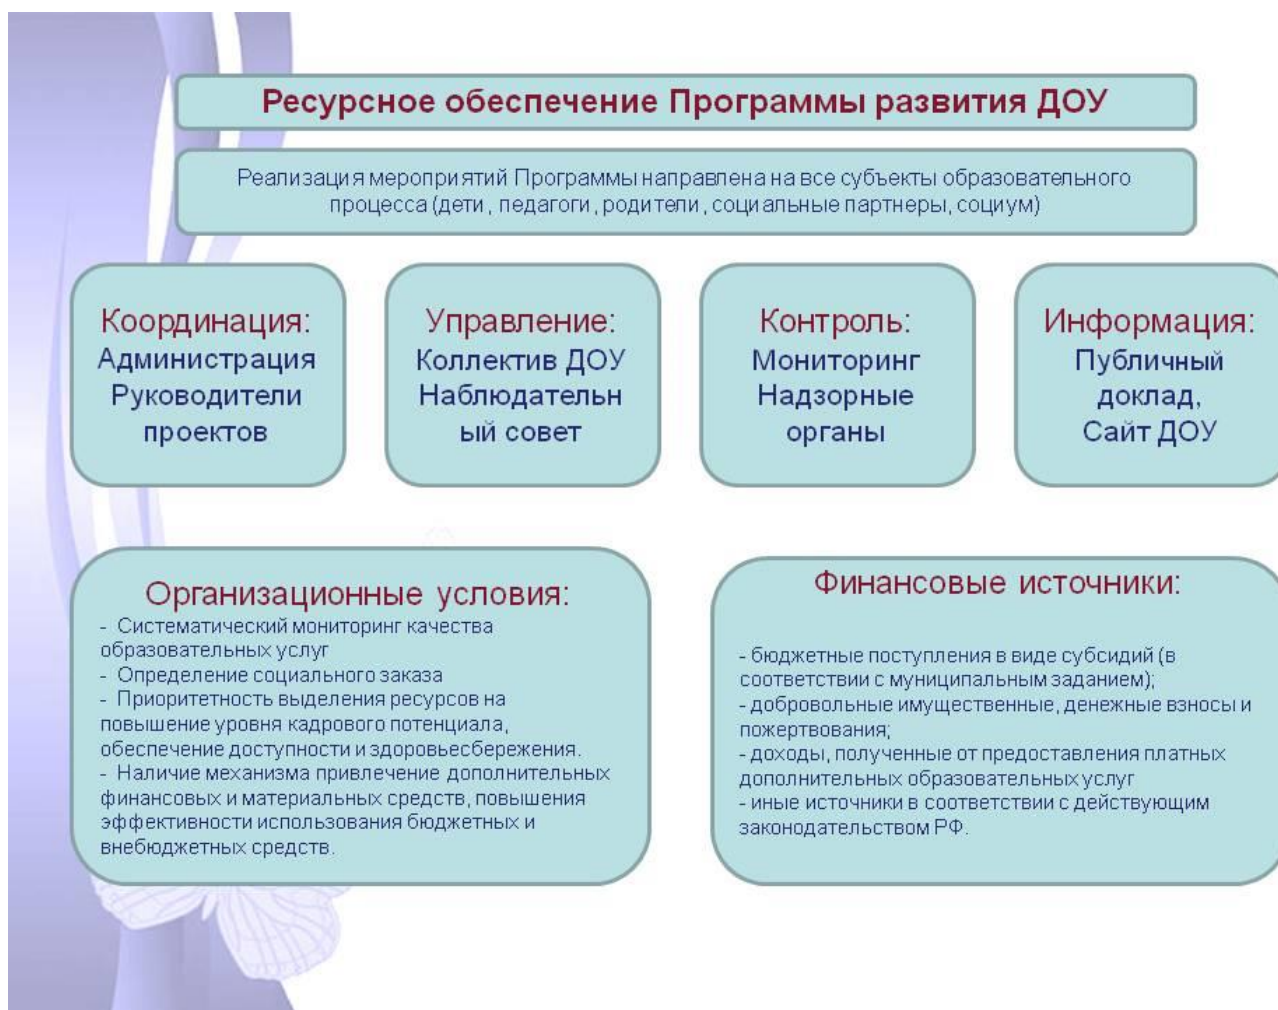 Ресурсное обеспечение Программы развития ДОУ
Реализация мероприятий Программы направлена на все субъекты образовательного
процесса (дети, педагоги, родители, социальные партнеры, социум)
Координация:
Администрация
Руководители
проектов
Управление:
Коллектив ДОУ
Наблюдательн
ый совет
Контроль:
Мониторинг
Надзорные
органы
Информация:
Публичный
доклад,
Сайт ДОУ
Организационные условия:
- Систематический мониторинг качества
образовательных услуг
- Определение социального заказа
- Приоритетность выделения ресурсов на
повышение уровня кадрового потенциала,
обеспечение доступности и здоровьесбережения.
- Наличие механизма привлечение дополнительных
финансовых и материальных средств, повышения
эффективности использования бюджетных и
внебюджетных средств.
Финансовые источники:
- бюджетные поступления в виде субсидий (в
соответствии с муниципальным заданием);
- добровольные имущественные, денежные взносы и
пожертвования;
- доходы, полученные от предоставления платных
дополнительных образовательных услуг
- иные источники в соответствии с действующим
законодательством РФ.